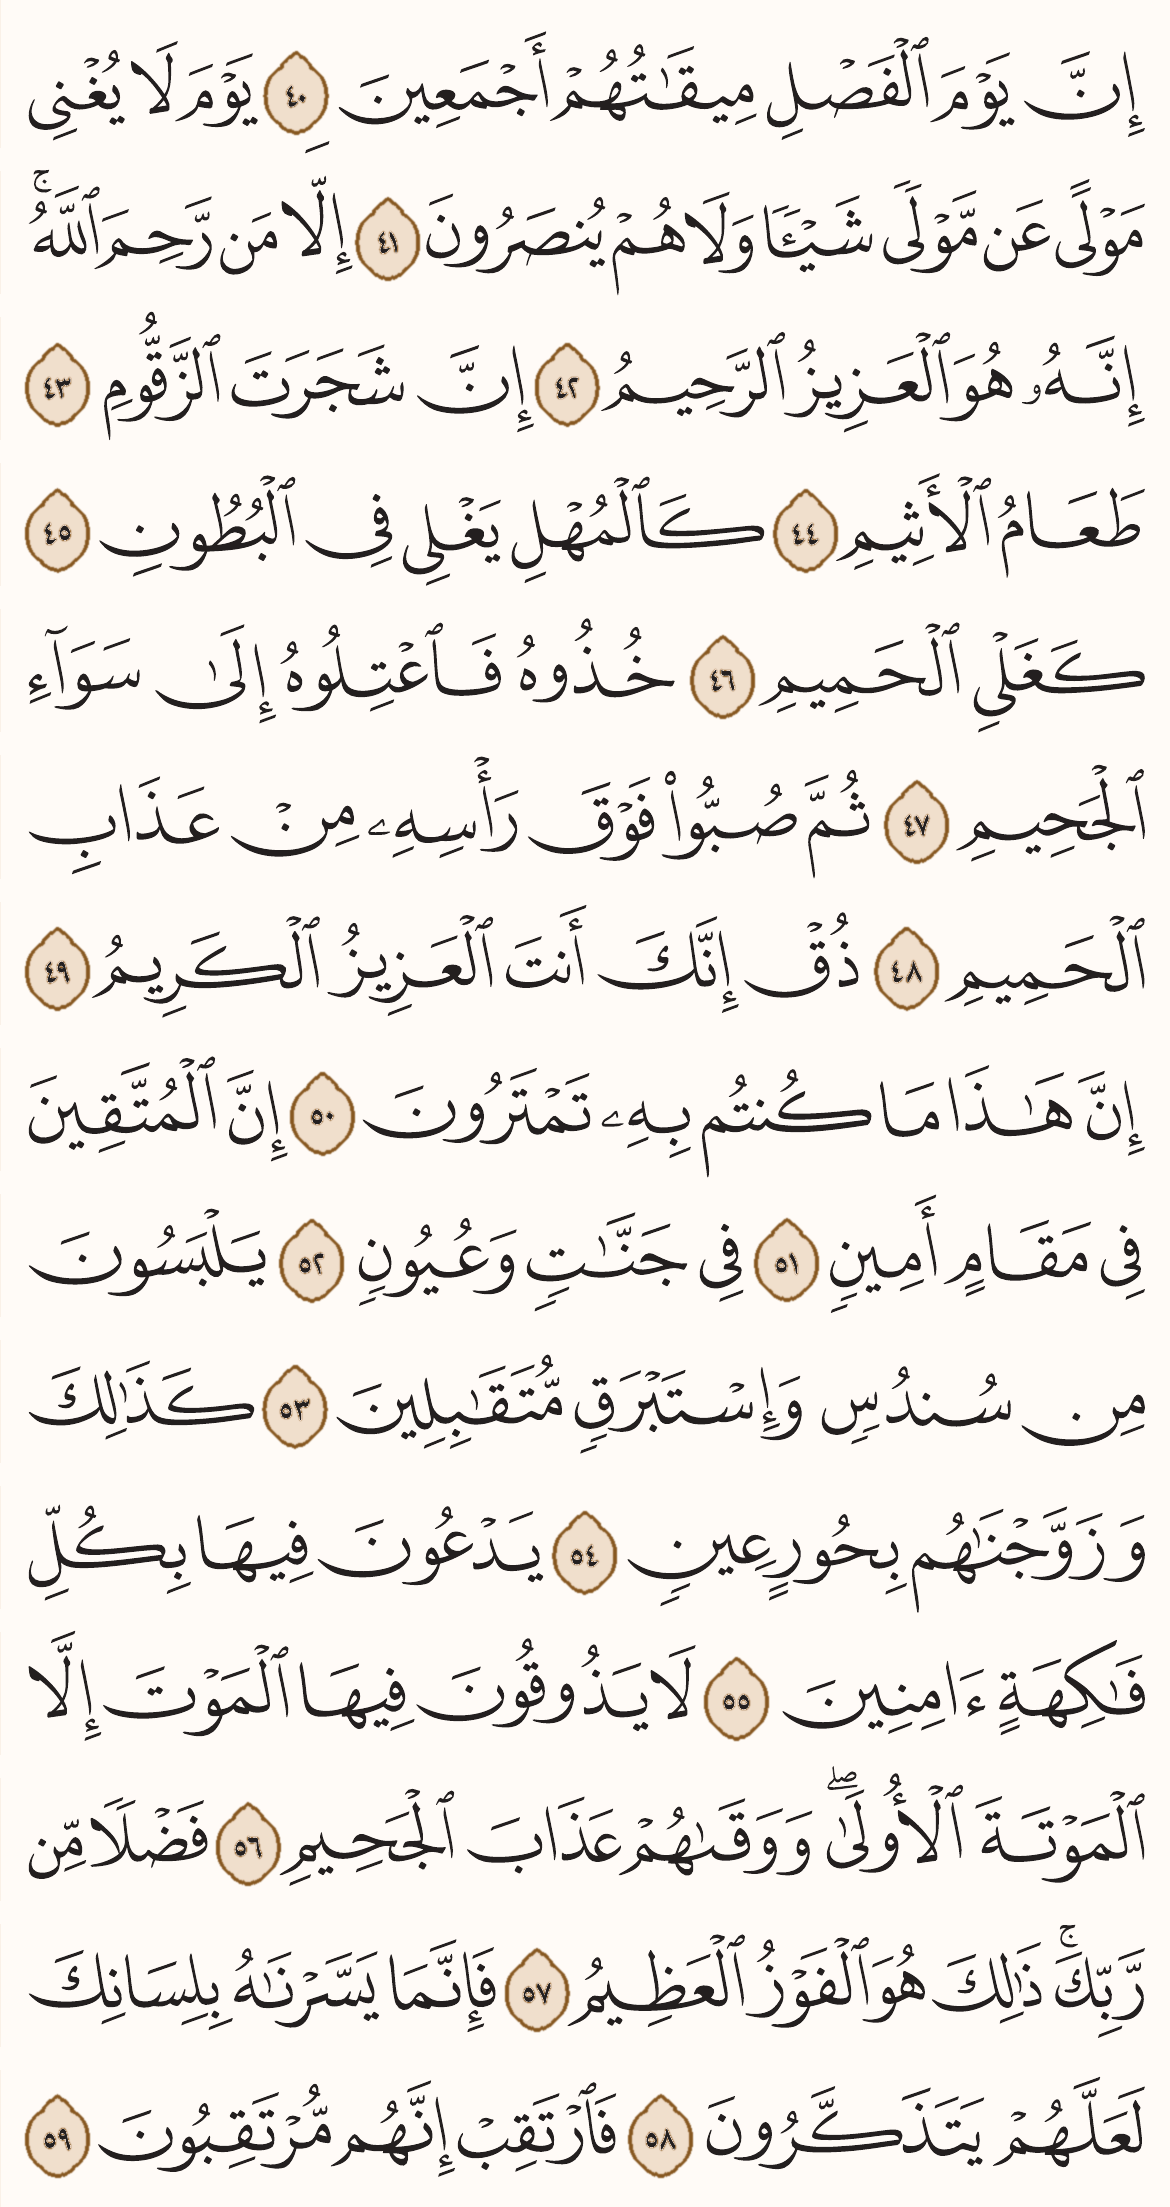 إِنَّ يَوْمَ ٱلْفَصْلِ مِيقَـٰتُهُمْ أَجْمَعِينَ ٤٠ يَوْمَ لَا يُغْنِى
مَوْلًى عَن مَّوْلًى شَيْـًٔا وَلَا هُمْ يُنصَرُونَ ٤١ إِلَّا مَن رَّحِمَ ٱللَّهُ ۚ
إِنَّهُۥ هُوَ ٱلْعَزِيزُ ٱلرَّحِيمُ ٤٢ إِنَّ شَجَرَتَ ٱلزَّقُّومِ ٤٣
طَعَامُ ٱلْأَثِيمِ ٤٤ كَٱلْمُهْلِ يَغْلِى فِى ٱلْبُطُونِ ٤٥
كَغَلْىِ ٱلْحَمِيمِ ٤٦ خُذُوهُ فَٱعْتِلُوهُ إِلَىٰ سَوَآءِ
ٱلْجَحِيمِ ٤٧ ثُمَّ صُبُّوا۟ فَوْقَ رَأْسِهِۦ مِنْ عَذَابِ
ٱلْحَمِيمِ ٤٨ ذُقْ إِنَّكَ أَنتَ ٱلْعَزِيزُ ٱلْكَرِيمُ ٤٩
إِنَّ هَـٰذَا مَا كُنتُم بِهِۦ تَمْتَرُونَ ٥٠ إِنَّ ٱلْمُتَّقِينَ
فِى مَقَامٍ أَمِينٍ ٥١ فِى جَنَّـٰتٍ وَعُيُونٍ ٥٢ يَلْبَسُونَ
مِن سُندُسٍ وَإِسْتَبْرَقٍ مُّتَقَـٰبِلِينَ ٥٣ كَذَٰلِكَ
وَزَوَّجْنَـٰهُم بِحُورٍ عِينٍ ٥٤ يَدْعُونَ فِيهَا بِكُلِّ
فَـٰكِهَةٍ ءَامِنِينَ ٥٥ لَا يَذُوقُونَ فِيهَا ٱلْمَوْتَ إِلَّا
ٱلْمَوْتَةَ ٱلْأُولَىٰ ۖ وَوَقَىٰهُمْ عَذَابَ ٱلْجَحِيمِ ٥٦ فَضْلًا مِّن
رَّبِّكَ ۚ ذَٰلِكَ هُوَ ٱلْفَوْزُ ٱلْعَظِيمُ ٥٧ فَإِنَّمَا يَسَّرْنَـٰهُ بِلِسَانِكَ
لَعَلَّهُمْ يَتَذَكَّرُونَ ٥٨ فَٱرْتَقِبْ إِنَّهُم مُّرْتَقِبُونَ ٥٩